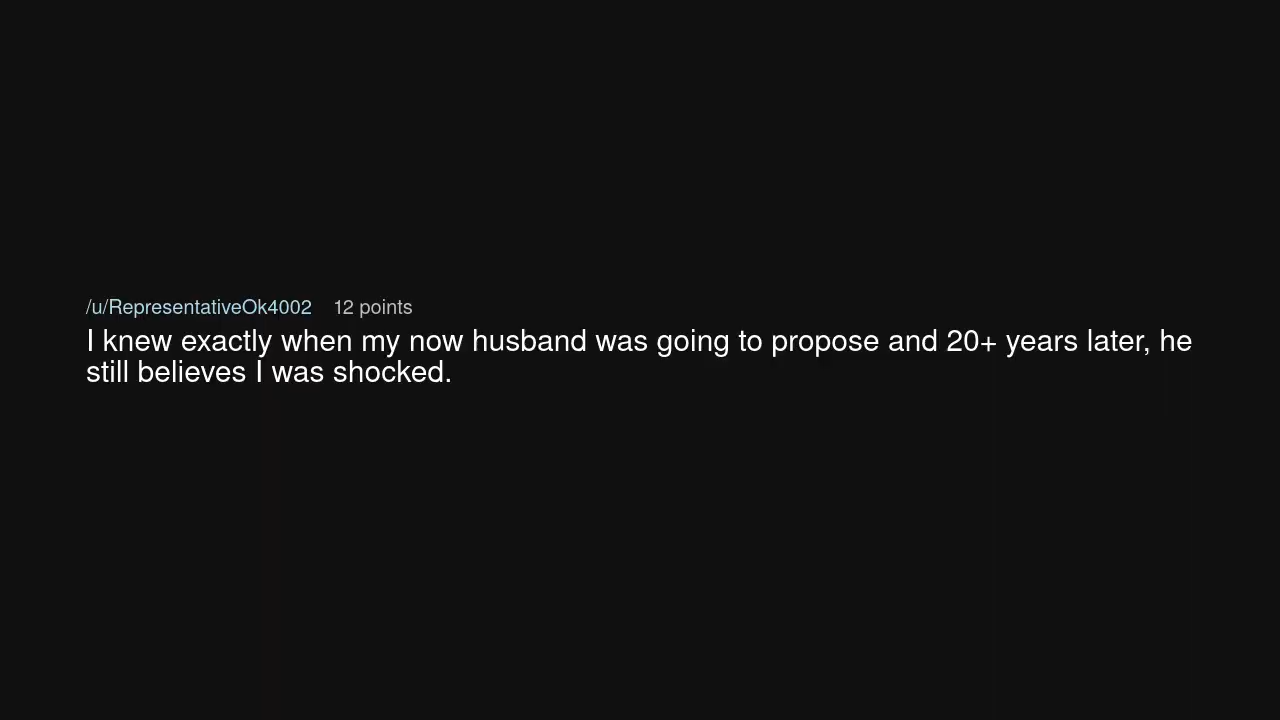 /u/RepresentativeOk4002 12 points
I knew exactly when my now husband was going to propose and 20+ years later, he
still believes I was shocked.